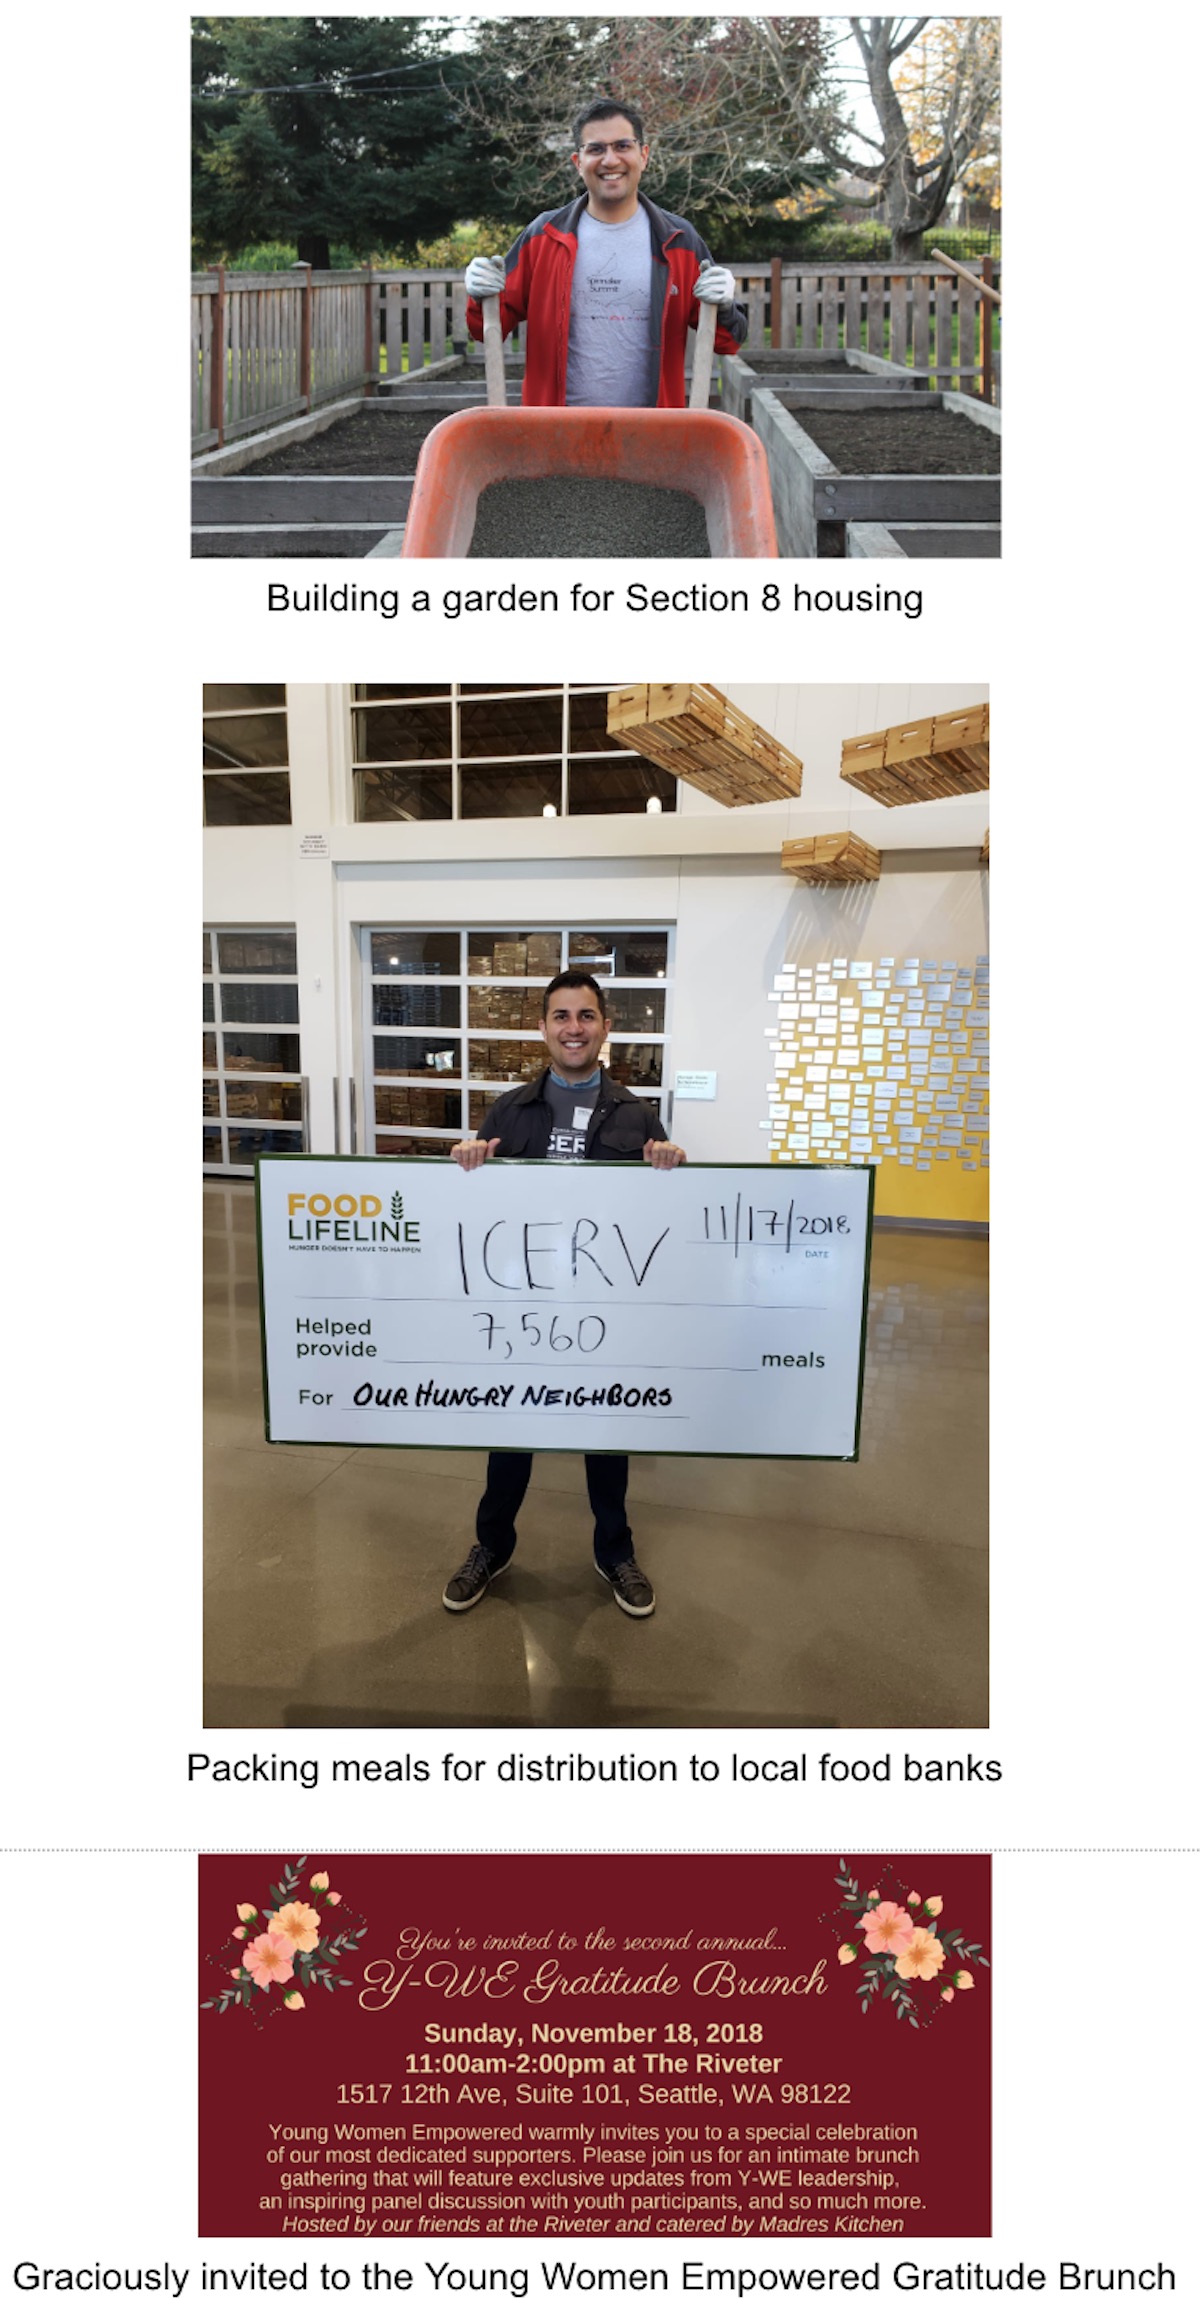 Spinnaker
Summit
Building a garden for Section 8 housing
FOOD
LIFELINE
HUNGER DOESN'T HAVE TO HAPPEN
ICERV
11/17/2018
DATE
Helped
provide
7,560
meals
For OUR HUNGRY NEIGHBORS
Packing meals for distribution to local food banks
You're invited to the second annual...
Y-WE Gratitude Brunch
Sunday, November 18, 2018
11:00am-2:00pm at The Riveter
1517 12th Ave, Suite 101, Seattle, WA 98122
Young Women Empowered warmly invites you to a special celebration
of our most dedicated supporters. Please join us for an intimate brunch
gathering that will feature exclusive updates from Y-WE leadership,
an inspiring panel discussion with youth participants, and so much more.
Hosted by our friends at the Riveter and catered by Madres Kitchen
Graciously invited to the Young Women Empowered Gratitude Brunch